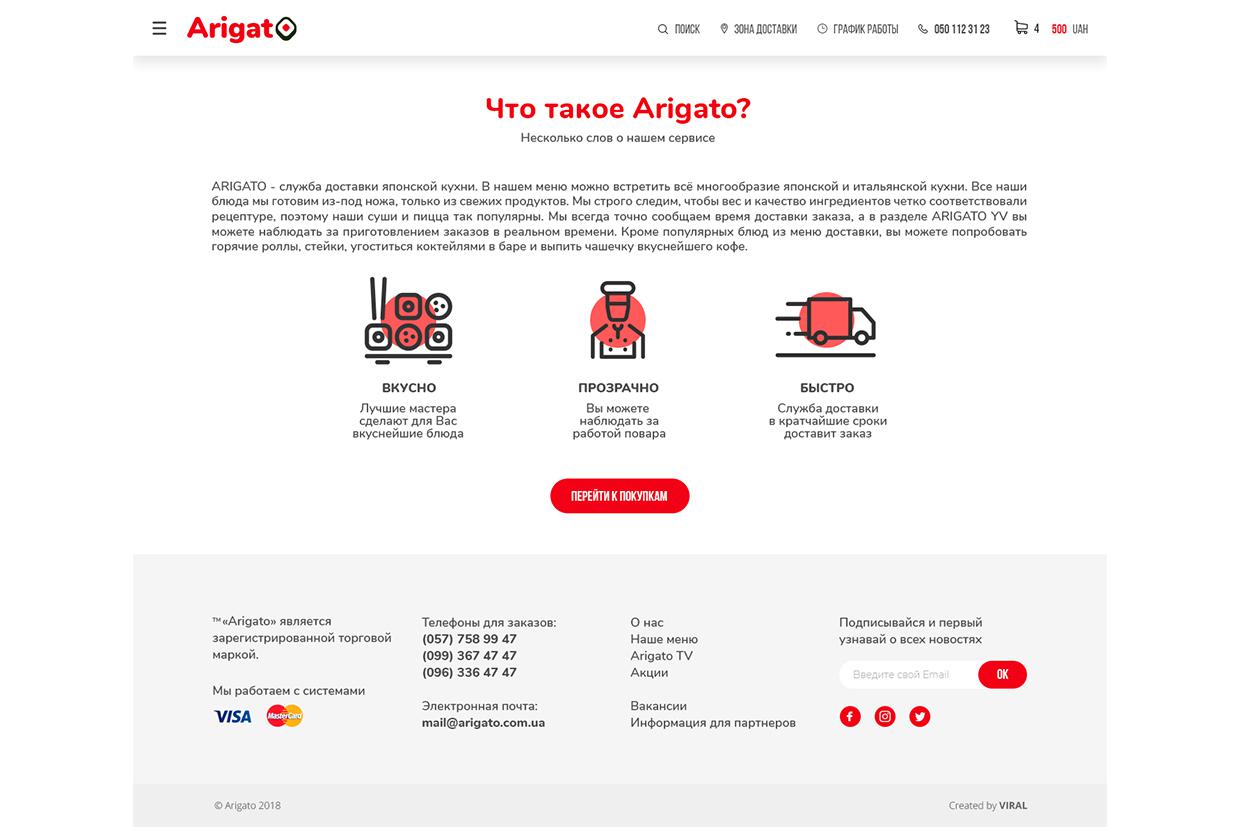 Arigato
ПОИСК
ЗОНА ДОСТАВКИ
ГРАФИК РАБОТЫ
050 112 31 23
4
500 UAH
Что такое Arigato?
Несколько слов о нашем сервисе
ARIGATO - служба доставки японской кухни. В нашем меню можно встретить всё многообразие японской и итальянской кухни. Все наши
блюда мы готовим из-под ножа, только из свежих продуктов. Мы строго следим, чтобы вес и качество ингредиентов четко соответствовали
рецептуре, поэтому наши суши и пицца так популярны. Мы всегда точно сообщаем время доставки заказа, а в разделе ARIGATO YV вы
можете наблюдать за приготовлением заказов в реальном времени. Кроме популярных блюд из меню доставки, вы можете попробовать
горячие роллы, стейки, угоститься коктейлями в баре и выпить чашечку вкуснейшего кофе.
ВКУСНО
Лучшие мастера
сделают для Вас
вкуснейшие блюда
ПРОЗРАЧНО
Вы можете
наблюдать за
работой повара
БЫСТРО
Служба доставки
в кратчайшие сроки
доставит заказ
ПЕРЕЙТИ К ПОКУПКАМ
™«Arigato» является
зарегистрированной торговой
маркой.
Мы работаем с системами
VISA
MasterCard
Телефоны для заказов:
(057) 758 99 47
(099) 367 47 47
(096) 336 47 47
Электронная почта:
mail@arigato.com.ua
О нас
Наше меню
Arigato TV
Акции
Вакансии
Информация для партнеров
Подписывайся и первый
узнавай о всех новостях
Введите свой Email
ОК
© Arigato 2018
Created by VIRAL